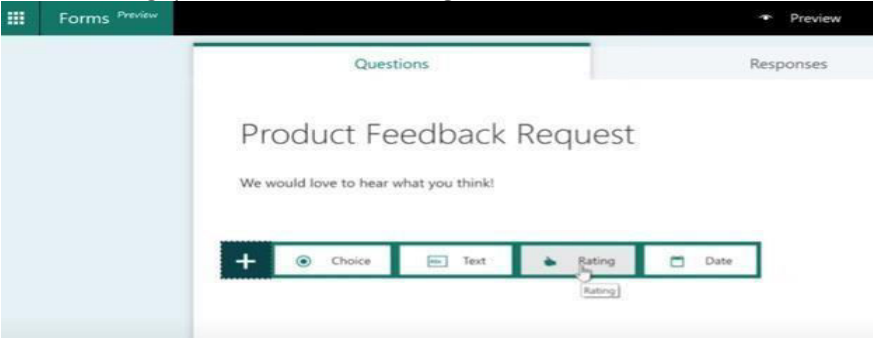 Forms Preview
Preview
Questions
Responses
Product Feedback Request
We would love to hear what you think!
Choice
Text
Rating
Date
Rating